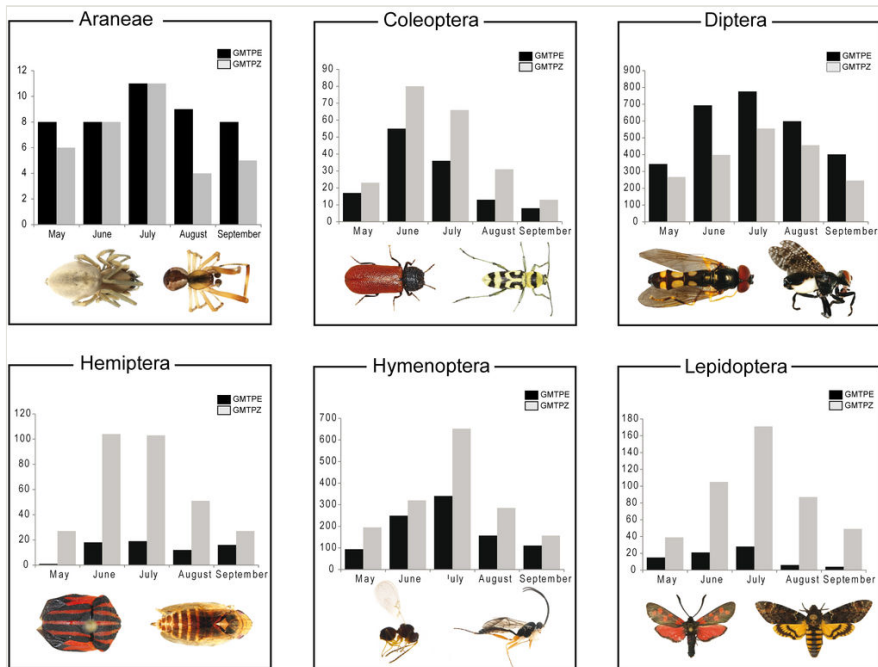 Araneae
GMTPE
GMTPZ
12
10
8
6
4
2
0
May June July August September
Coleoptera
GMTPE
GMTPZ
90
80
70
60
50
40
30
20
10
0
May June July August September
Diptera
GMTPE
GMTPZ
900
800
700
600
500
400
300
200
100
0
May June July August September
Hemiptera
GMTPE
GMTPZ
120
100
80
60
40
20
0
May June July August September
Hymenoptera
GMTPE
GMTPZ
700
600
500
400
300
200
100
0
May June July August September
Lepidoptera
GMTPE
GMTPZ
180
160
140
120
100
80
60
40
20
0
May June July August September